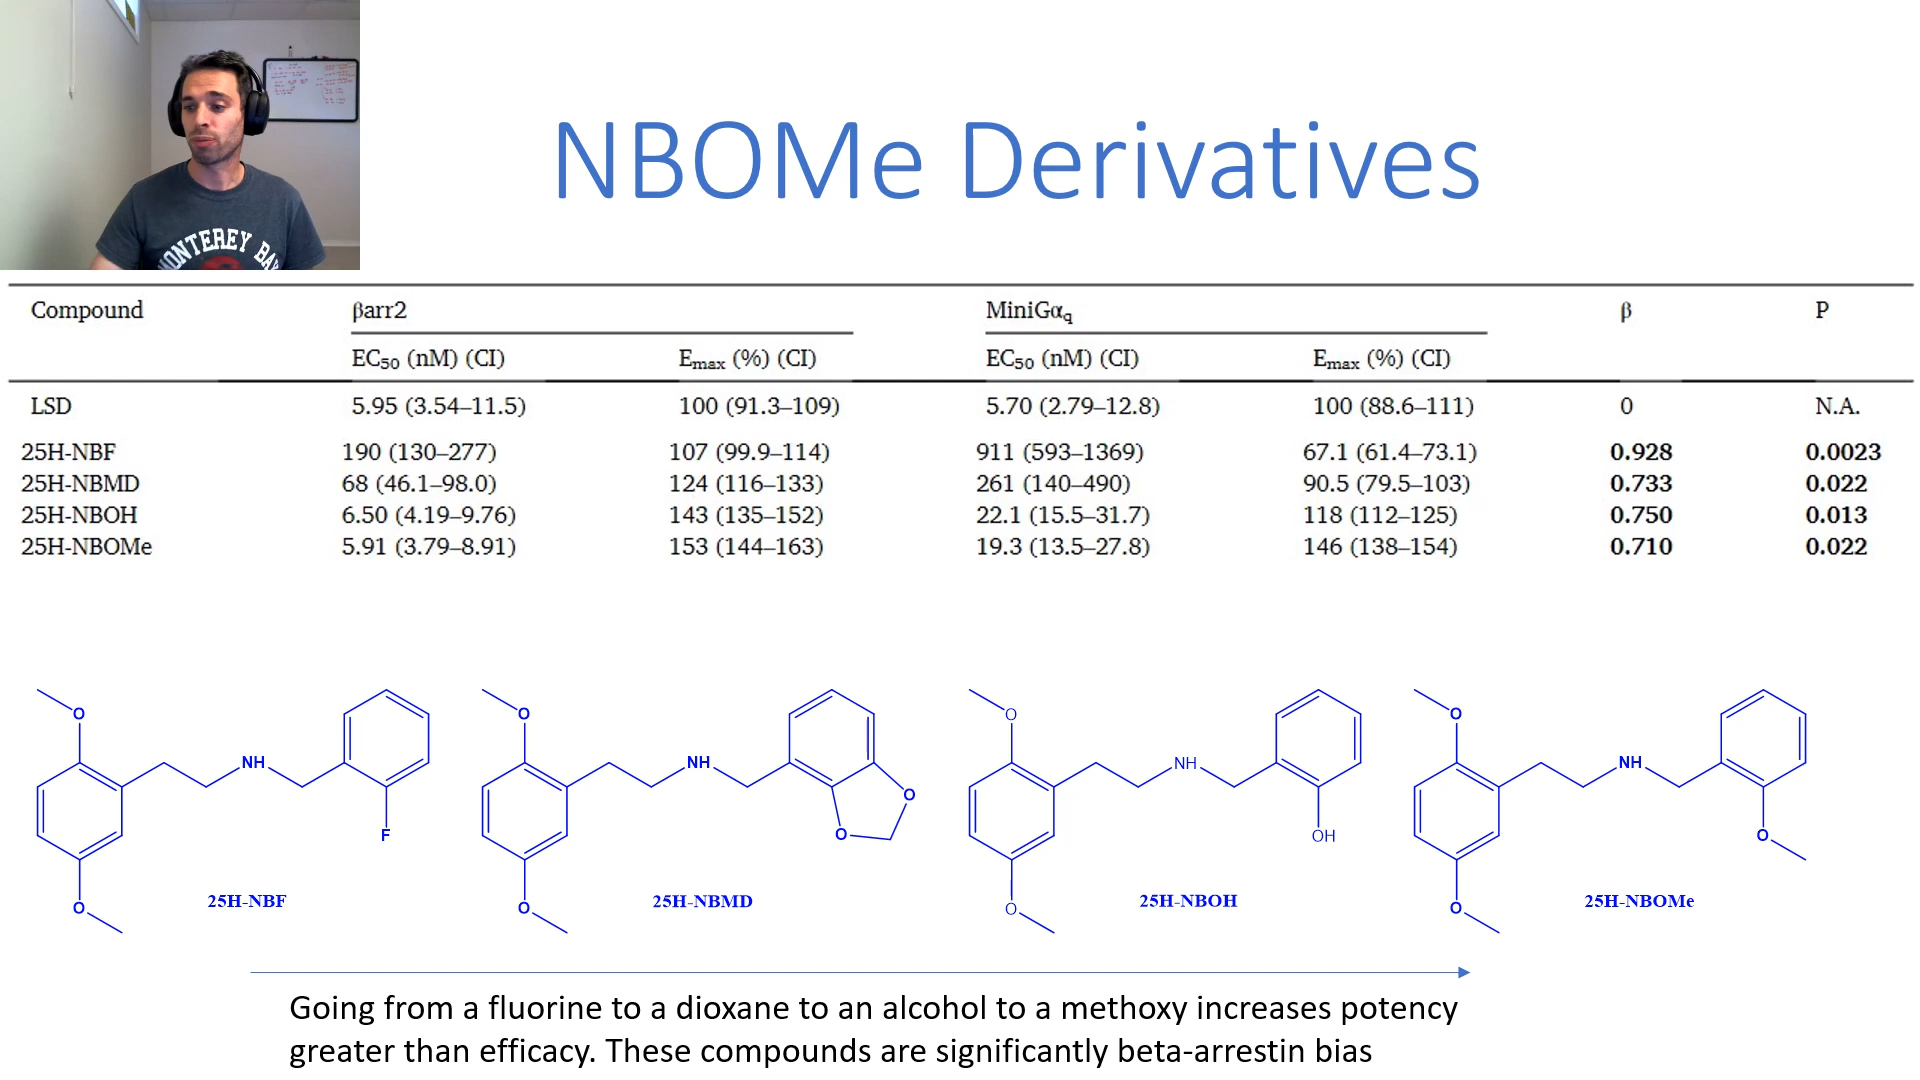 MONTEREY BA
NBOMe Derivatives
Compound βarr2 MiniGαq β P
EC50 (nM) (CI) Emax (%) (CI) EC50 (nM) (CI) Emax (%) (CI)
LSD 5.95 (3.54–11.5) 100 (91.3–109) 5.70 (2.79–12.8) 100 (88.6–111) 0 N.A.
25H-NBF 190 (130–277) 107 (99.9–114) 911 (593–1369) 67.1 (61.4–73.1) 0.928 0.0023
25H-NBMD 68 (46.1–98.0) 124 (116–133) 261 (140–490) 90.5 (79.5–103) 0.733 0.022
25H-NBOH 6.50 (4.19–9.76) 143 (135–152) 22.1 (15.5–31.7) 118 (112–125) 0.750 0.013
25H-NBOMe 5.91 (3.79–8.91) 153 (144–163) 19.3 (13.5–27.8) 146 (138–154) 0.710 0.022
O O O O
NH NH NH NH
O
F O OH O
25H-NBF 25H-NBMD 25H-NBOH 25H-NBOMe
O O O O
Going from a fluorine to a dioxane to an alcohol to a methoxy increases potency
greater than efficacy. These compounds are significantly beta-arrestin bias